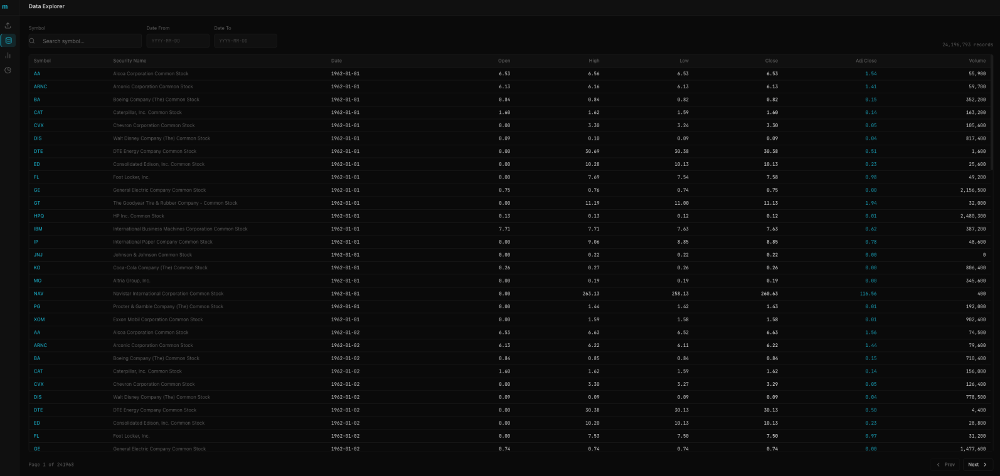 m Data Explorer
Symbol Date From Date To
Search symbol... YYYY-MM-DD YYYY-MM-DD
24,196,793 records
Symbol Security Name Date Open High Low Close Adj Close Volume
AA Alcoa Corporation Common Stock 1962-01-01 6.53 6.56 6.53 6.53 1.54 55,900
ARNC Arconic Corporation Common Stock 1962-01-01 6.13 6.16 6.13 6.13 1.41 59,700
BA Boeing Company (The) Common Stock 1962-01-01 0.84 0.84 0.82 0.82 0.15 352,200
CAT Caterpillar, Inc. Common Stock 1962-01-01 1.60 1.62 1.59 1.60 0.14 163,200
CVX Chevron Corporation Common Stock 1962-01-01 0.00 3.30 3.24 3.30 0.05 105,600
DIS Walt Disney Company (The) Common Stock 1962-01-01 0.09 0.10 0.09 0.09 0.04 817,400
DTE DTE Energy Company Common Stock 1962-01-01 0.00 30.69 30.38 30.38 0.51 1,600
ED Consolidated Edison, Inc. Common Stock 1962-01-01 0.00 10.28 10.13 10.13 0.23 25,600
FL Foot Locker, Inc. 1962-01-01 0.00 7.69 7.54 7.58 0.98 49,200
GE General Electric Company Common Stock 1962-01-01 0.75 0.76 0.74 0.75 0.00 2,156,500
GT The Goodyear Tire & Rubber Company - Common Stock 1962-01-01 0.00 11.19 11.00 11.13 1.94 32,000
HPQ HP Inc. Common Stock 1962-01-01 0.13 0.13 0.12 0.12 0.01 2,480,300
IBM International Business Machines Corporation Common Stock 1962-01-01 7.71 7.71 7.63 7.63 0.62 387,200
IP International Paper Company Common Stock 1962-01-01 0.00 9.06 8.85 8.85 0.78 48,600
JNJ Johnson & Johnson Common Stock 1962-01-01 0.00 0.22 0.22 0.22 0.00 0
KO Coca-Cola Company (The) Common Stock 1962-01-01 0.26 0.27 0.26 0.26 0.00 806,400
MO Altria Group, Inc. 1962-01-01 0.00 0.19 0.19 0.19 0.00 345,600
NAV Navistar International Corporation Common Stock 1962-01-01 0.00 263.13 258.13 260.63 116.56 400
PG Procter & Gamble Company (The) Common Stock 1962-01-01 0.00 1.44 1.42 1.43 0.01 192,000
XOM Exxon Mobil Corporation Common Stock 1962-01-01 0.00 1.59 1.58 1.58 0.01 902,400
AA Alcoa Corporation Common Stock 1962-01-02 6.53 6.63 6.52 6.63 1.56 74,500
ARNC Arconic Corporation Common Stock 1962-01-02 6.13 6.22 6.11 6.22 1.44 79,600
BA Boeing Company (The) Common Stock 1962-01-02 0.84 0.85 0.84 0.84 0.15 710,400
CAT Caterpillar, Inc. Common Stock 1962-01-02 1.60 1.62 1.59 1.62 0.14 156,000
CVX Chevron Corporation Common Stock 1962-01-02 0.00 3.30 3.27 3.29 0.05 126,400
DIS Walt Disney Company (The) Common Stock 1962-01-02 0.09 0.09 0.09 0.09 0.04 778,500
DTE DTE Energy Company Common Stock 1962-01-02 0.00 30.38 30.13 30.13 0.50 4,400
ED Consolidated Edison, Inc. Common Stock 1962-01-02 0.00 10.20 10.13 10.13 0.23 28,800
FL Foot Locker, Inc. 1962-01-02 0.00 7.53 7.50 7.50 0.97 31,200
GE General Electric Company Common Stock 1962-01-02 0.74 0.74 0.74 0.74 0.00 1,477,600
Page 1 of 241968 Prev Next